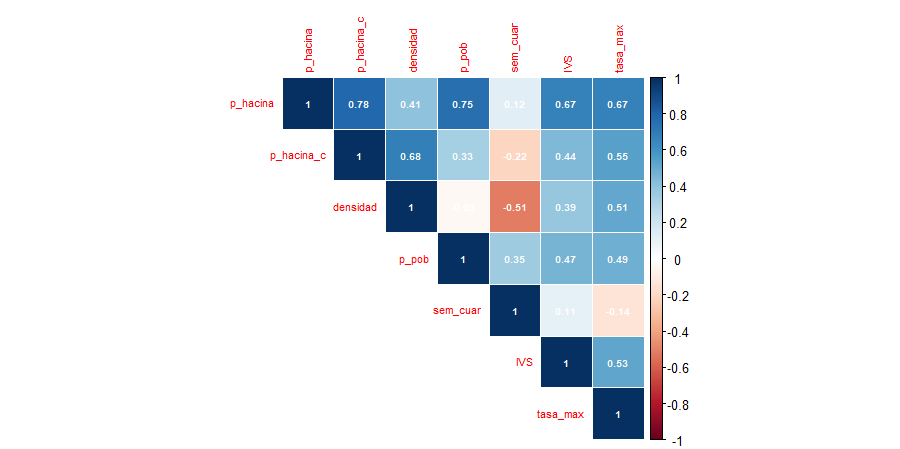 p_hacina p_hacina_c densidad p_pob sem_cuar IVS tasa_max
p_hacina 1 0.78 0.41 0.75 0.12 0.67 0.67
p_hacina_c 1 0.68 0.33 -0.22 0.44 0.55
densidad 1 -0.51 0.39 0.51
p_pob 1 0.35 0.47 0.49
sem_cuar 1 0.11 -0.14
IVS 1 0.53
tasa_max 1
1
0.8
0.6
0.4
0.2
0
-0.2
-0.4
-0.6
-0.8
-1